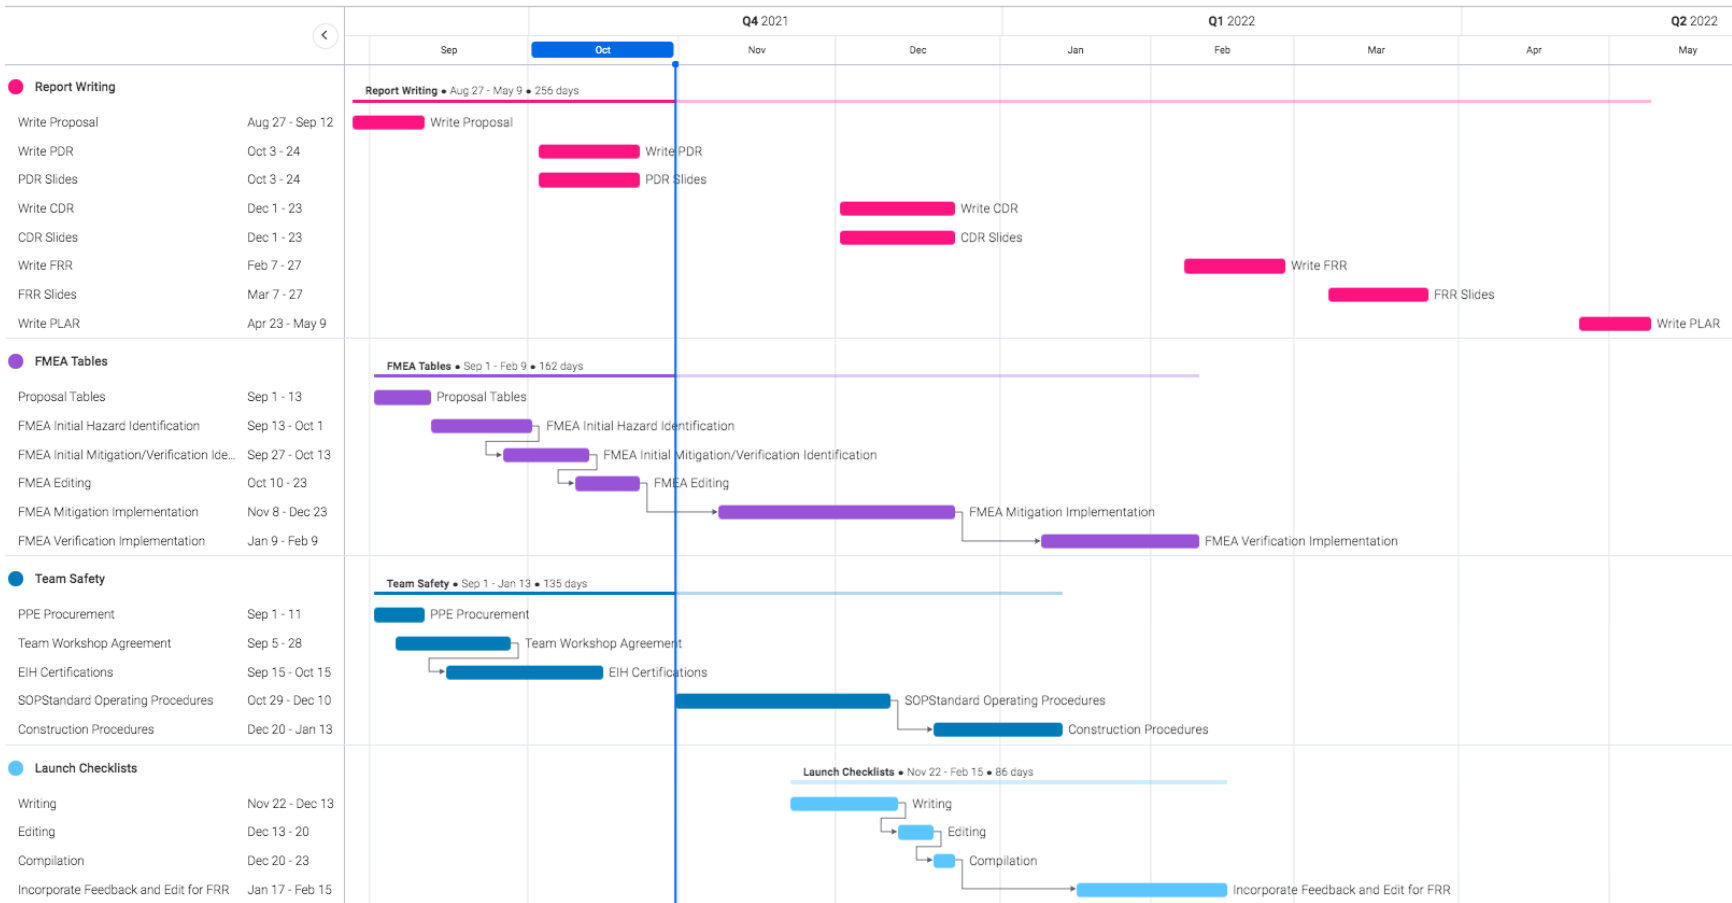 Q4 2021 Q1 2022 Q2 2022
Sep Oct Nov Dec Jan Feb Mar Apr May
Report Writing
Report Writing • Aug 27 - May 9 • 256 days
Write Proposal Aug 27 - Sep 12 Write Proposal
Write PDR Oct 3 - 24 Write PDR
PDR Slides Oct 3 - 24 PDR Slides
Write CDR Dec 1 - 23 Write CDR
CDR Slides Dec 1 - 23 CDR Slides
Write FRR Feb 7 - 27 Write FRR
FRR Slides Mar 7 - 27 FRR Slides
Write PLAR Apr 23 - May 9 Write PLAR
FMEA Tables
FMEA Tables • Sep 1 - Feb 9 • 162 days
Proposal Tables Sep 1 - 13 Proposal Tables
FMEA Initial Hazard Identification Sep 13 - Oct 1 FMEA Initial Hazard Identification
FMEA Initial Mitigation/Verification Ide... Sep 27 - Oct 13 FMEA Initial Mitigation/Verification Identification
FMEA Editing Oct 10 - 23 FMEA Editing
FMEA Mitigation Implementation Nov 8 - Dec 23 FMEA Mitigation Implementation
FMEA Verification Implementation Jan 9 - Feb 9 FMEA Verification Implementation
Team Safety
Team Safety • Sep 1 - Jan 13 • 135 days
PPE Procurement Sep 1 - 11 PPE Procurement
Team Workshop Agreement Sep 5 - 28 Team Workshop Agreement
EIH Certifications Sep 15 - Oct 15 EIH Certifications
SOPStandard Operating Procedures Oct 29 - Dec 10 SOPStandard Operating Procedures
Construction Procedures Dec 20 - Jan 13 Construction Procedures
Launch Checklists
Launch Checklists • Nov 22 - Feb 15 • 86 days
Writing Nov 22 - Dec 13 Writing
Editing Dec 13 - 20 Editing
Compilation Dec 20 - 23 Compilation
Incorporate Feedback and Edit for FRR Jan 17 - Feb 15 Incorporate Feedback and Edit for FRR